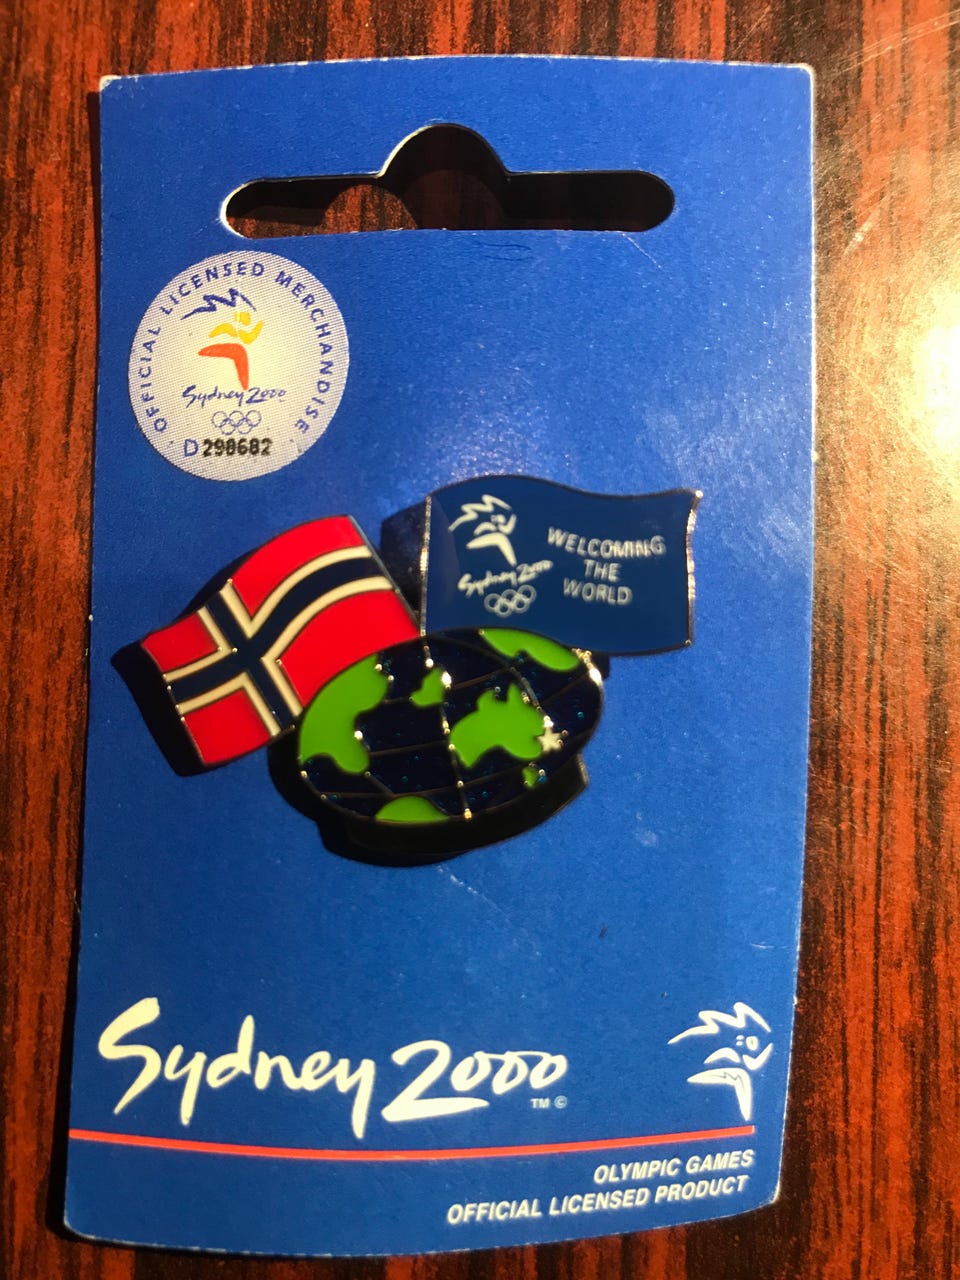 OFFICIAL LICENSED MERCHANDISE
Sydney 2000
D298682
Sydney 2000
WELCOMING
THE
WORLD
Sydney 2000
TM ©
OLYMPIC GAMES
OFFICIAL LICENSED PRODUCT